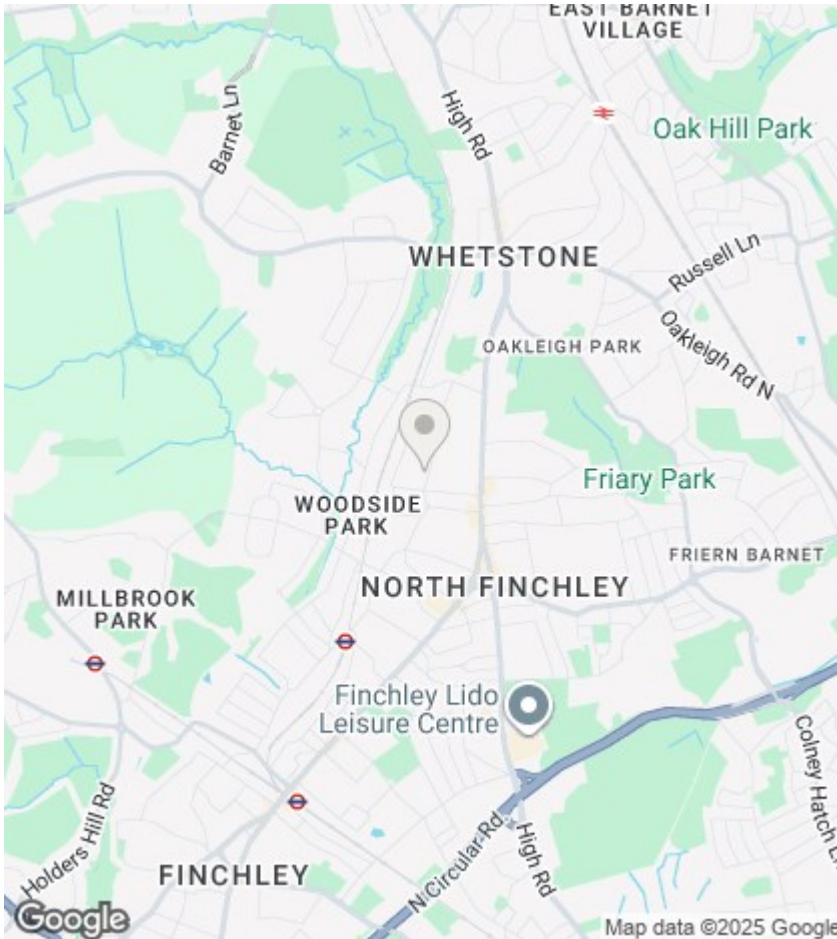 EAST BARNET
VILLAGE
High Rd
Barnet Ln
Oak Hill Park
WHETSTONE
Russell Ln
OAKLEIGH PARK
Oakleigh Rd N
Friary Park
WOODSIDE
PARK
FRIERN BARNET
NORTH FINCHLEY
MILLBROOK
PARK
Finchley Lido
Leisure Centre
Colney Hatch L
Holders Hill Rd
N Circular Rd
High Rd
FINCHLEY
Google
Map data ©2025 Google